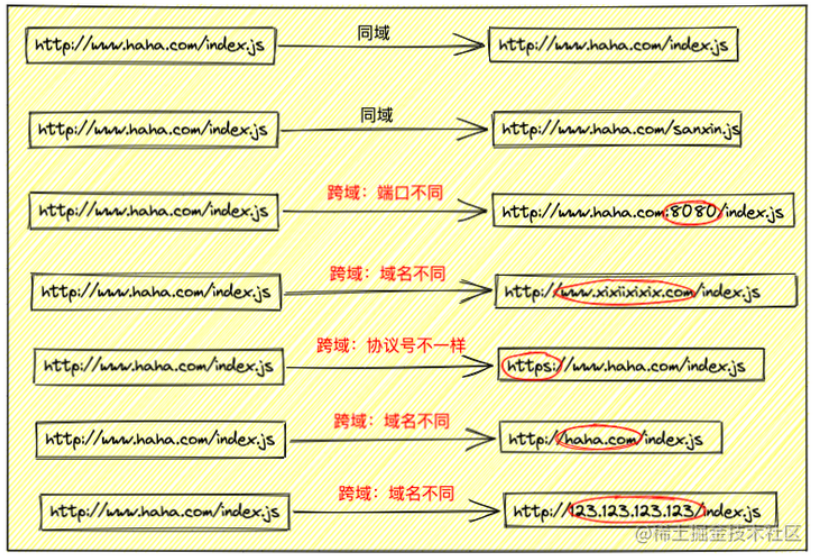 http://www.haha.com/index.js 同域 http://www.haha.com/index.js
http://www.haha.com/index.js 同域 http://www.haha.com/sanxin.js
http://www.haha.com/index.js 跨域：端口不同 http://www.haha.com:8080/index.js
http://www.haha.com/index.js 跨域：域名不同 http://www.xixiixixix.com/index.js
http://www.haha.com/index.js 跨域：协议号不一样 https://www.haha.com/index.js
http://www.haha.com/index.js 跨域：域名不同 http://haha.com/index.js
http://www.haha.com/index.js 跨域：域名不同 http://123.123.123.123/index.js
@稀土掘金技术社区